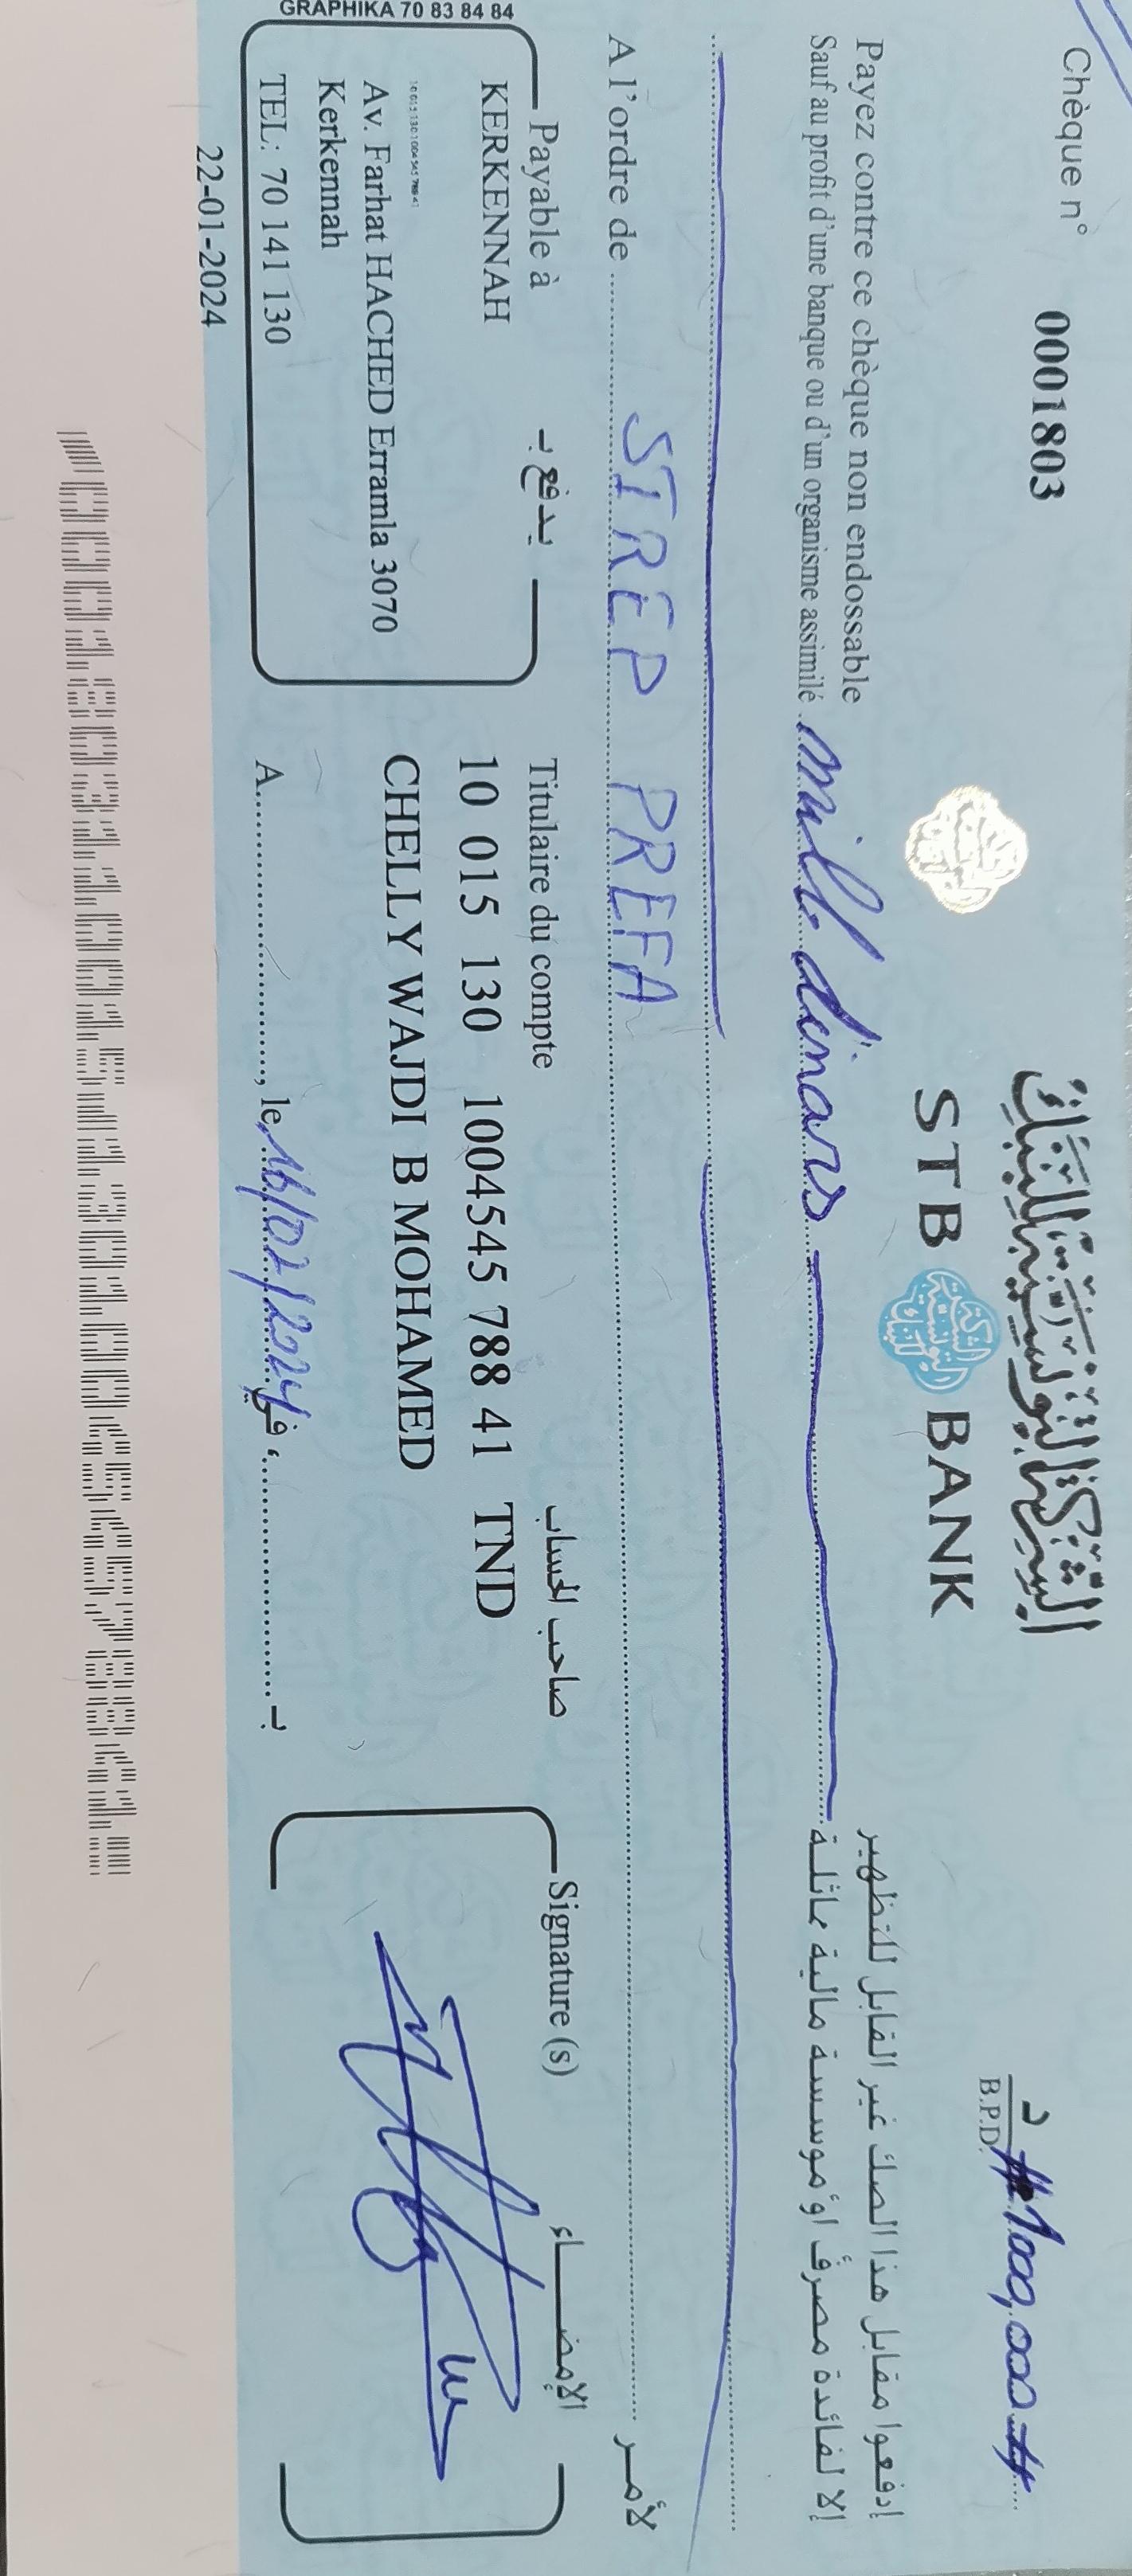 Chèque n° 0001803
الشركة التونسية للبنك
STB BANK
د
B.P.D. # 1000,000 #
Payez contre ce chèque non endossable
إدفعوا مقابل هذا الصك غير القابل للتظهير
Sauf au profit d'une banque ou d'un organisme assimilé mille dinars
إلا لفائدة مصرف أو مؤسسة مالية مماثلة
A l'ordre de STREP PREFA لأمر
Payable à يدفع بـ
KERKENNAH
Av. Farhat HACHED Erramla 3070
Kerkennah
TEL: 70 141 130
22-01-2024
GRAPHIKA 70 83 84 84
Titulaire du compte صاحب الحساب
10 015 130 1004545 788 41 TND
CHELLY WAJDI B MOHAMED
A, le 16/02/2024 في، بـ
Signature (s) الإمضاء